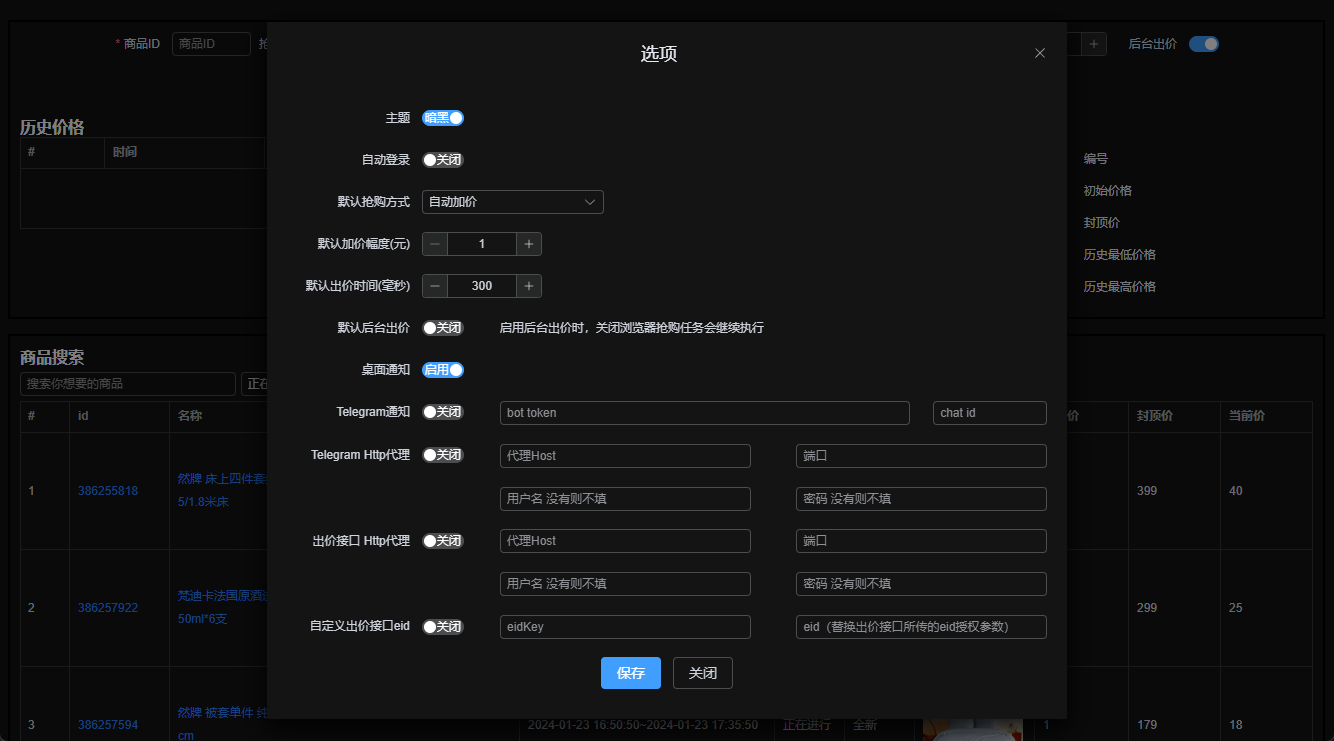 * 商品ID 商品ID 后台出价
选项
主题 暗黑
历史价格
# 时间
自动登录 关闭
编号
初始价格
默认抢购方式 自动加价
封顶价
默认加价幅度(元) 1
历史最低价格
默认出价时间(毫秒) 300
历史最高价格
默认后台出价 关闭 启用后台出价时，关闭浏览器抢购任务会继续执行
商品搜索
桌面通知 启用
搜索你想要的商品 正在
Telegram通知 关闭 bot token chat id
# id 名称 价 封顶价 当前价
Telegram Http代理 关闭 代理Host 端口
用户名 没有则不填 密码 没有则不填
1 386255818 然牌 床上四件套 399 40
5/1.8米床
出价接口 Http代理 关闭 代理Host 端口
用户名 没有则不填 密码 没有则不填
2 386257922 梵迪卡法国原酒 299 25
50ml*6支
自定义出价接口eid 关闭 eidKey eid（替换出价接口所传的eid授权参数）
保存 关闭
3 386257594 然牌 被套单件 纯 2024-01-23 16:50:50~2024-01-23 17:35:50 正在进行 全新 1 179 18
cm